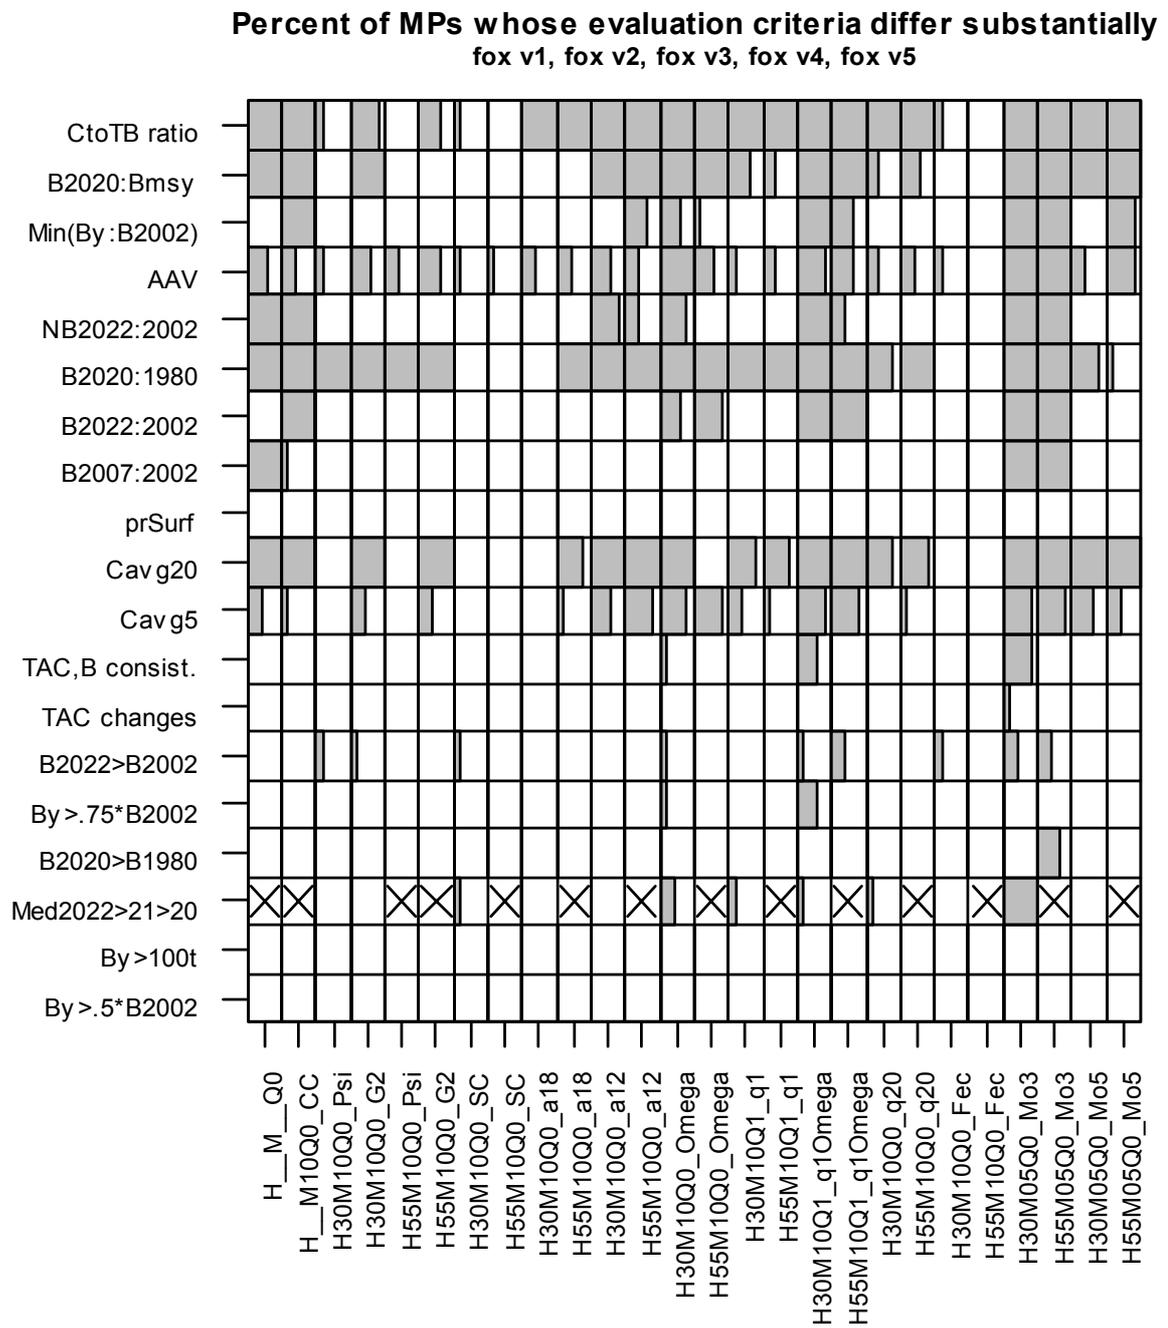 Percent of MPs whose evaluation criteria differ substantially
fox v1, fox v2, fox v3, fox v4, fox v5
CtoTB ratio
B2020:Bmsy
Min(By:B2002)
AAV
NB2022:2002
B2020:1980
B2022:2002
B2007:2002
prSurf
Cavg20
Cavg5
TAC,B consist.
TAC changes
B2022>B2002
By>.75*B2002
B2020>B1980
Med2022>21>20
By>100t
By>.5*B2002
H__M__Q0
H__M10Q0_CC
H30M10Q0_Psi
H30M10Q0_G2
H55M10Q0_Psi
H55M10Q0_G2
H30M10Q0_SC
H55M10Q0_SC
H30M10Q0_a18
H55M10Q0_a18
H30M10Q0_a12
H55M10Q0_a12
H30M10Q0_Omega
H55M10Q0_Omega
H30M10Q1_q1
H55M10Q1_q1
H30M10Q1_q1Omega
H55M10Q1_q1Omega
H30M10Q0_q20
H55M10Q0_q20
H30M10Q0_Fec
H55M10Q0_Fec
H30M05Q0_Mo3
H55M05Q0_Mo3
H30M05Q0_Mo5
H55M05Q0_Mo5